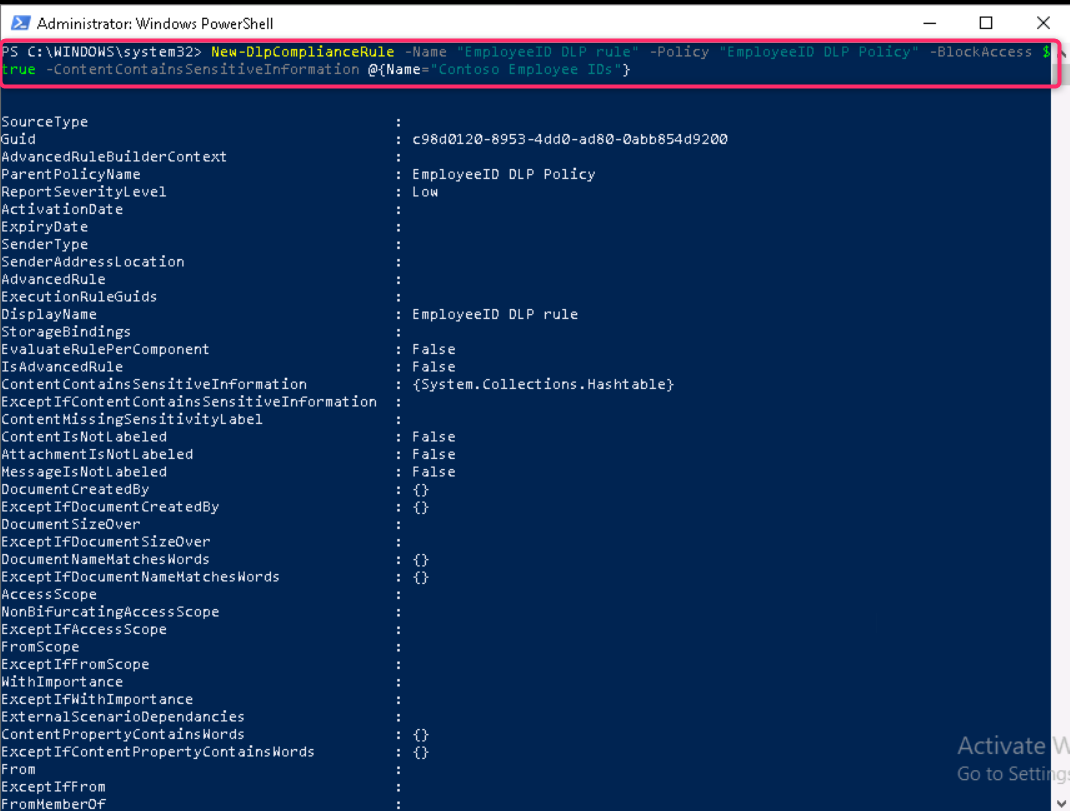 Administrator: Windows PowerShell
PS C:\WINDOWS\system32> New-DlpComplianceRule -Name "EmployeeID DLP rule" -Policy "EmployeeID DLP Policy" -BlockAccess $
true -ContentContainsSensitiveInformation @{Name="Contoso Employee IDs"}
SourceType :
Guid : c98d0120-8953-4dd0-ad80-0abb854d9200
AdvancedRuleBuilderContext :
ParentPolicyName : EmployeeID DLP Policy
ReportSeverityLevel : Low
ActivationDate :
ExpiryDate :
SenderType :
SenderAddressLocation :
AdvancedRule :
ExecutionRuleGuids :
DisplayName : EmployeeID DLP rule
StorageBindings :
EvaluateRulePerComponent : False
IsAdvancedRule : False
ContentContainsSensitiveInformation : {System.Collections.Hashtable}
ExceptIfContentContainsSensitiveInformation :
ContentMissingSensitivityLabel :
ContentIsNotLabeled : False
AttachmentIsNotLabeled : False
MessageIsNotLabeled : False
DocumentCreatedBy : {}
ExceptIfDocumentCreatedBy : {}
DocumentSizeOver :
ExceptIfDocumentSizeOver :
DocumentNameMatchesWords : {}
ExceptIfDocumentNameMatchesWords : {}
AccessScope :
NonBifurcatingAccessScope :
ExceptIfAccessScope :
FromScope :
ExceptIfFromScope :
WithImportance :
ExceptIfWithImportance :
ExternalScenarioDependancies :
ContentPropertyContainsWords : {}
ExceptIfContentPropertyContainsWords : {}
From :
ExceptIfFrom :
FromMemberOf :
Activate W
Go to Settings